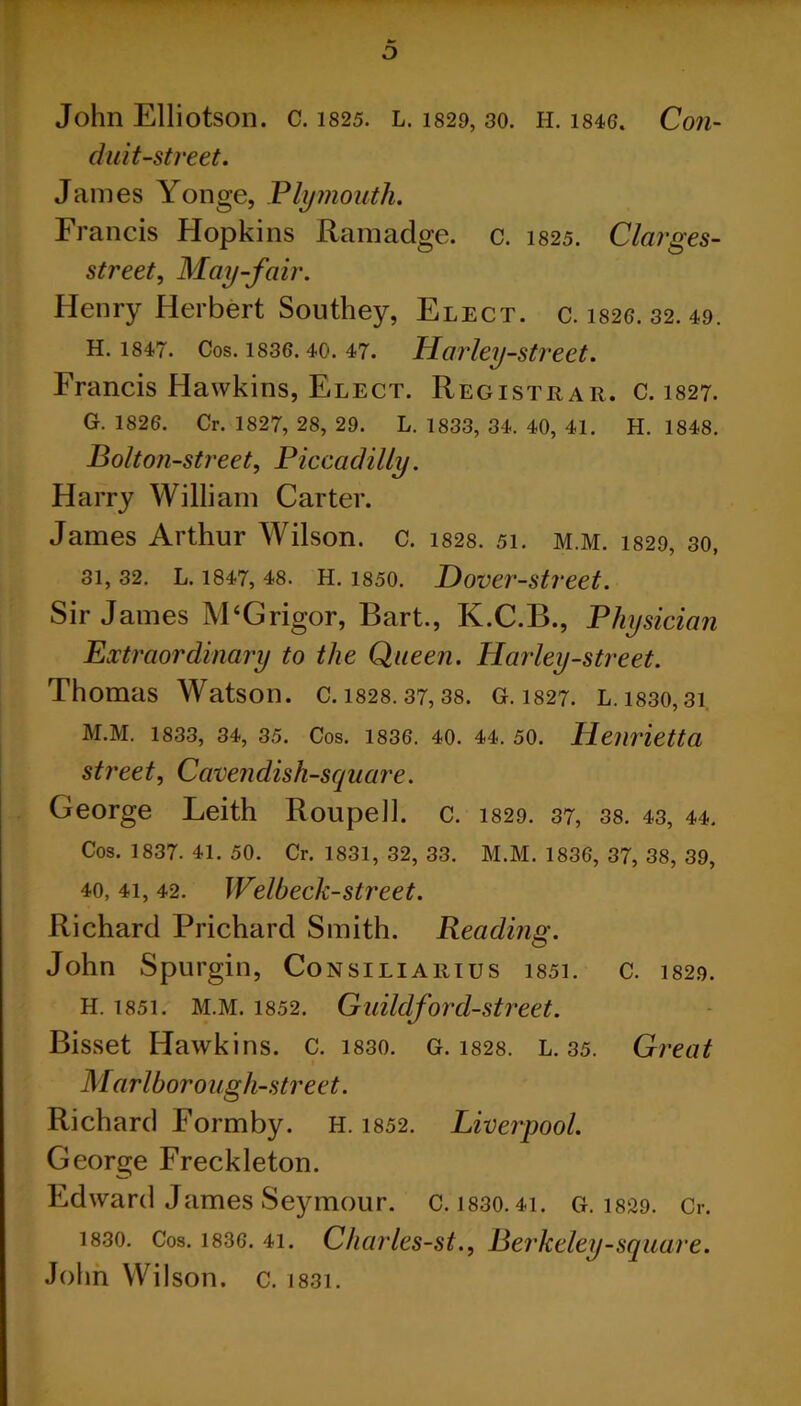 5
John Elliotson. C. 1825. L. 1829, 30. H. 1846. Con-
duit-street.
James Yonge, Plymouth.
Francis Hopkins Ramadge. C. 1825. Clarges-
street, May-fair.
Henry Herbert Southey, ELECT. C. 1826. 32. 49.
H. 1847. Cos. 1836. 40. 47. Harley-street.
Francis Hawkins, ELECT. REGISTRAR. C. 1827.
G. 1826. Cr. 1827, 28, 29. L. 1833, 34. 40, 41. H. 1848.
Bolton-street, Piccadilly.
Harry William Carter.
James Arthur Wilson. C. 1828. 51. M.M. 1829, 30,
31, 32. L. 1847, 48. H. 1850. Dover-street.
Sir James M‘Grigor, Bart., K.C.B., Physician
Extraordinary to the Queen. Harley-street.
Thomas Watson. C. 1828. 37, 38. G. 1827. L. 1830, 31
M.M. 1833, 34, 35. Cos. 1836. 40. 44. 50. Henrietta
street, Cavendish-square.
George Leith Roupell. C. 1829. 37, 38. 43, 44.
Cos. 1837. 41. 50. Cr. 1831, 32, 33. M.M. 1836, 37, 38, 39,
40, 41, 42. Welbeck-street.
Richard Prichard Smith. Reading.
John Spurgin, CONSILIARIUS 1851. C. 1829.
H. 1851. M.M. 1852. Guildford-street.
Bisset Hawkins. C. 1830. G. 1828. L. 35. Great
Marlborough-street.
Richard Formby. H. 1852. Liverpool.
George Freckleton.
Edward James Seymour. C. 1830. 41. G. 1829. Cr.
1830. Cos. 1836. 41. Charles-st., Berkeley-square.
John Wilson. C. 1831.